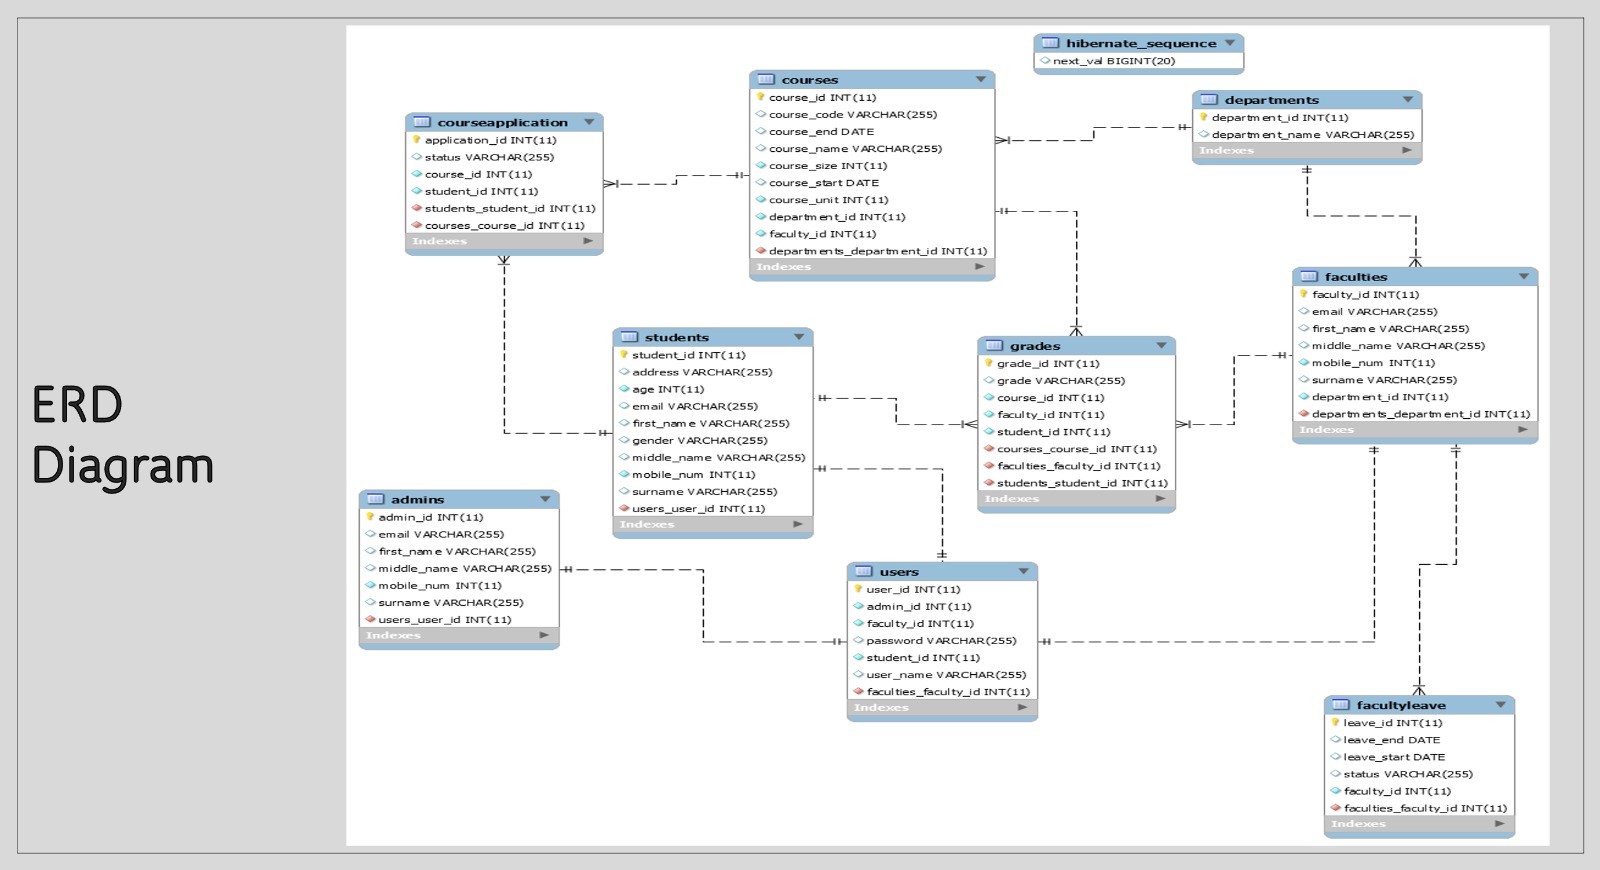 ERD
Diagram
hibernate_sequence
next_val BIGINT(20)
courses
course_id INT(11)
course_code VARCHAR(255)
course_end DATE
course_name VARCHAR(255)
course_size INT(11)
course_start DATE
course_unit INT(11)
department_id INT(11)
faculty_id INT(11)
departments_department_id INT(11)
Indexes
departments
department_id INT(11)
department_name VARCHAR(255)
Indexes
courseapplication
application_id INT(11)
status VARCHAR(255)
course_id INT(11)
student_id INT(11)
students_student_id INT(11)
courses_course_id INT(11)
Indexes
faculties
faculty_id INT(11)
email VARCHAR(255)
first_name VARCHAR(255)
middle_name VARCHAR(255)
mobile_num INT(11)
surname VARCHAR(255)
department_id INT(11)
departments_department_id INT(11)
Indexes
students
student_id INT(11)
address VARCHAR(255)
age INT(11)
email VARCHAR(255)
first_name VARCHAR(255)
gender VARCHAR(255)
middle_name VARCHAR(255)
mobile_num INT(11)
surname VARCHAR(255)
users_user_id INT(11)
Indexes
grades
grade_id INT(11)
grade VARCHAR(255)
course_id INT(11)
faculty_id INT(11)
student_id INT(11)
courses_course_id INT(11)
faculties_faculty_id INT(11)
students_student_id INT(11)
Indexes
admins
admin_id INT(11)
email VARCHAR(255)
first_name VARCHAR(255)
middle_name VARCHAR(255)
mobile_num INT(11)
surname VARCHAR(255)
users_user_id INT(11)
Indexes
users
user_id INT(11)
admin_id INT(11)
faculty_id INT(11)
password VARCHAR(255)
student_id INT(11)
user_name VARCHAR(255)
faculties_faculty_id INT(11)
Indexes
facultyleave
leave_id INT(11)
leave_end DATE
leave_start DATE
status VARCHAR(255)
faculty_id INT(11)
faculties_faculty_id INT(11)
Indexes